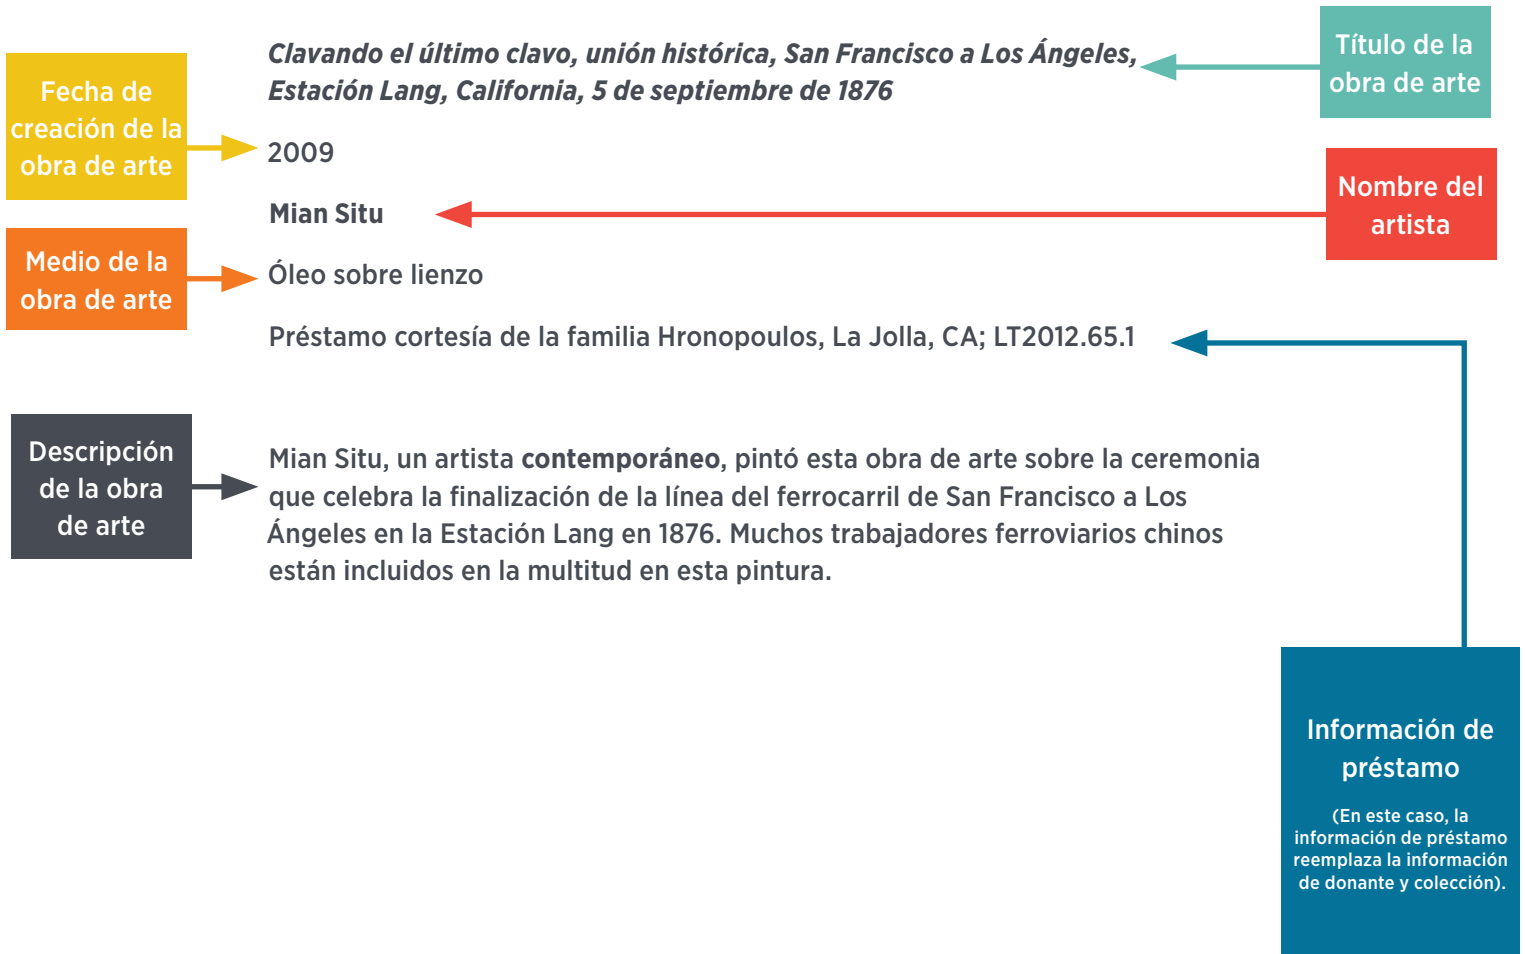 Clavando el último clavo, unión histórica, San Francisco a Los Ángeles,
Estación Lang, California, 5 de septiembre de 1876
Título de la
obra de arte
Fecha de
creación de la
obra de arte
2009
Nombre del
artista
Mian Situ
Medio de la
obra de arte
Óleo sobre lienzo
Préstamo cortesía de la familia Hronopoulos, La Jolla, CA; LT2012.65.1
Descripción
de la obra
de arte
Mian Situ, un artista contemporáneo, pintó esta obra de arte sobre la ceremonia
que celebra la finalización de la línea del ferrocarril de San Francisco a Los
Ángeles en la Estación Lang en 1876. Muchos trabajadores ferroviarios chinos
están incluidos en la multitud en esta pintura.
Información de
préstamo
(En este caso, la
información de préstamo
reemplaza la información
de donante y colección).